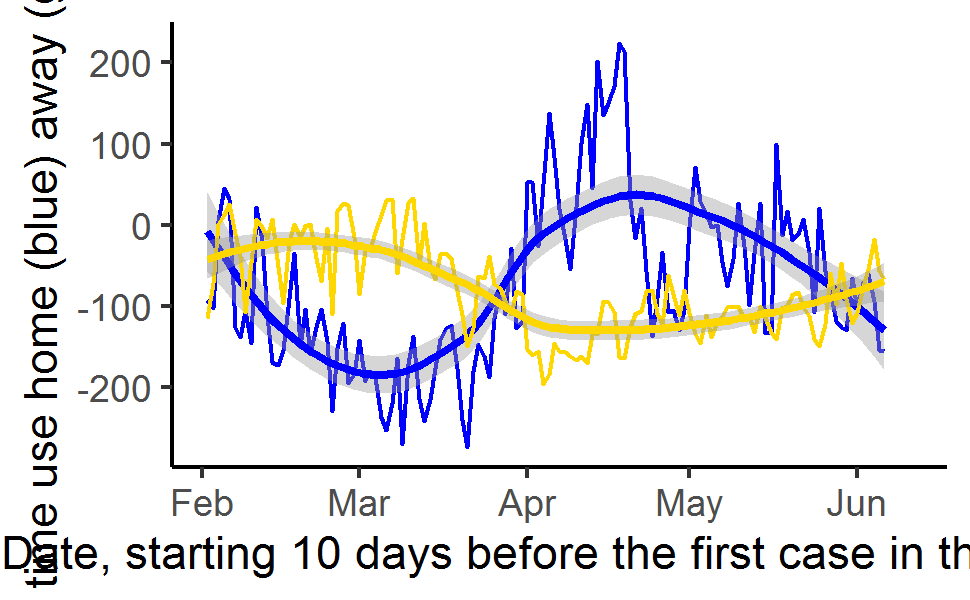 time use home (blue) away (
200
100
0
-100
-200
Feb Mar Apr May Jun
Date, starting 10 days before the first case in th